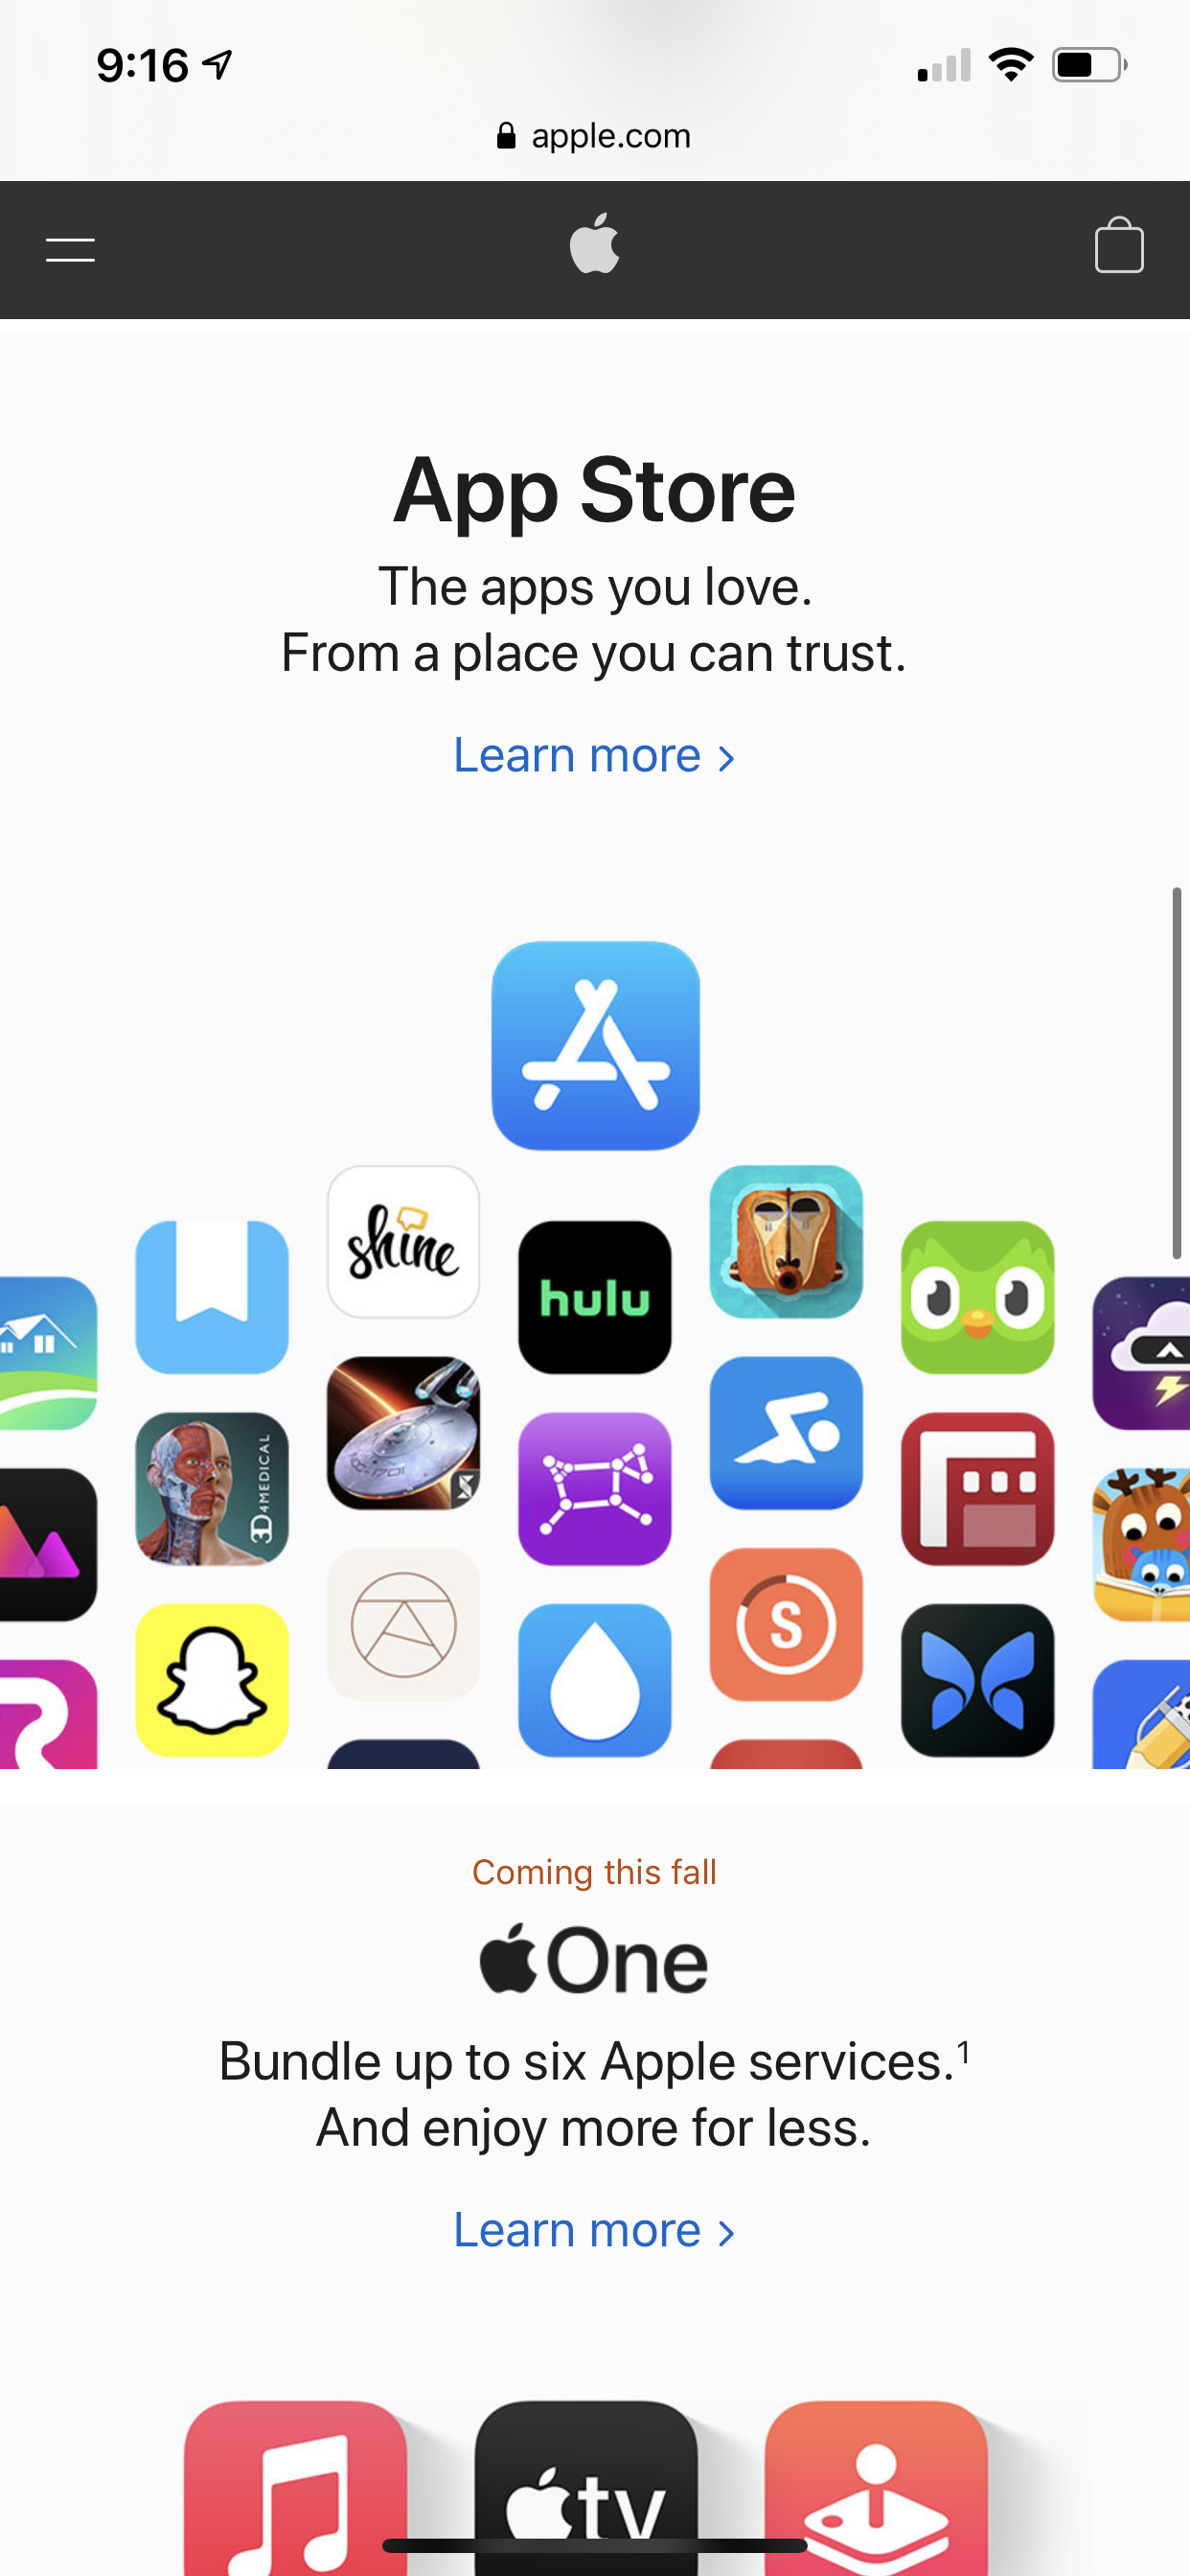 9:16
apple.com
App Store
The apps you love.
From a place you can trust.
Learn more >
shine
hulu
3D4MEDICAL
NCC-1701
S
Coming this fall
One
Bundle up to six Apple services.¹
And enjoy more for less.
Learn more >
tv